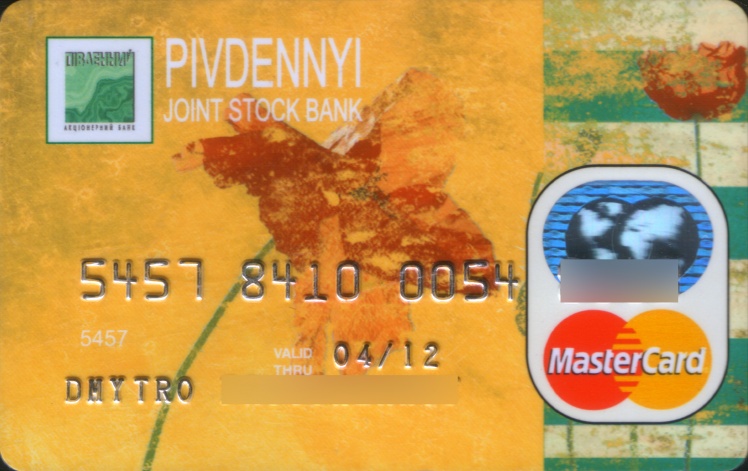 ПІВДЕННИЙ
АКЦІОНЕРНИЙ БАНК
PIVDENNYI
JOINT STOCK BANK
5457 8410 0054
5457
VALID THRU 04/12
DMYTRO
MasterCard